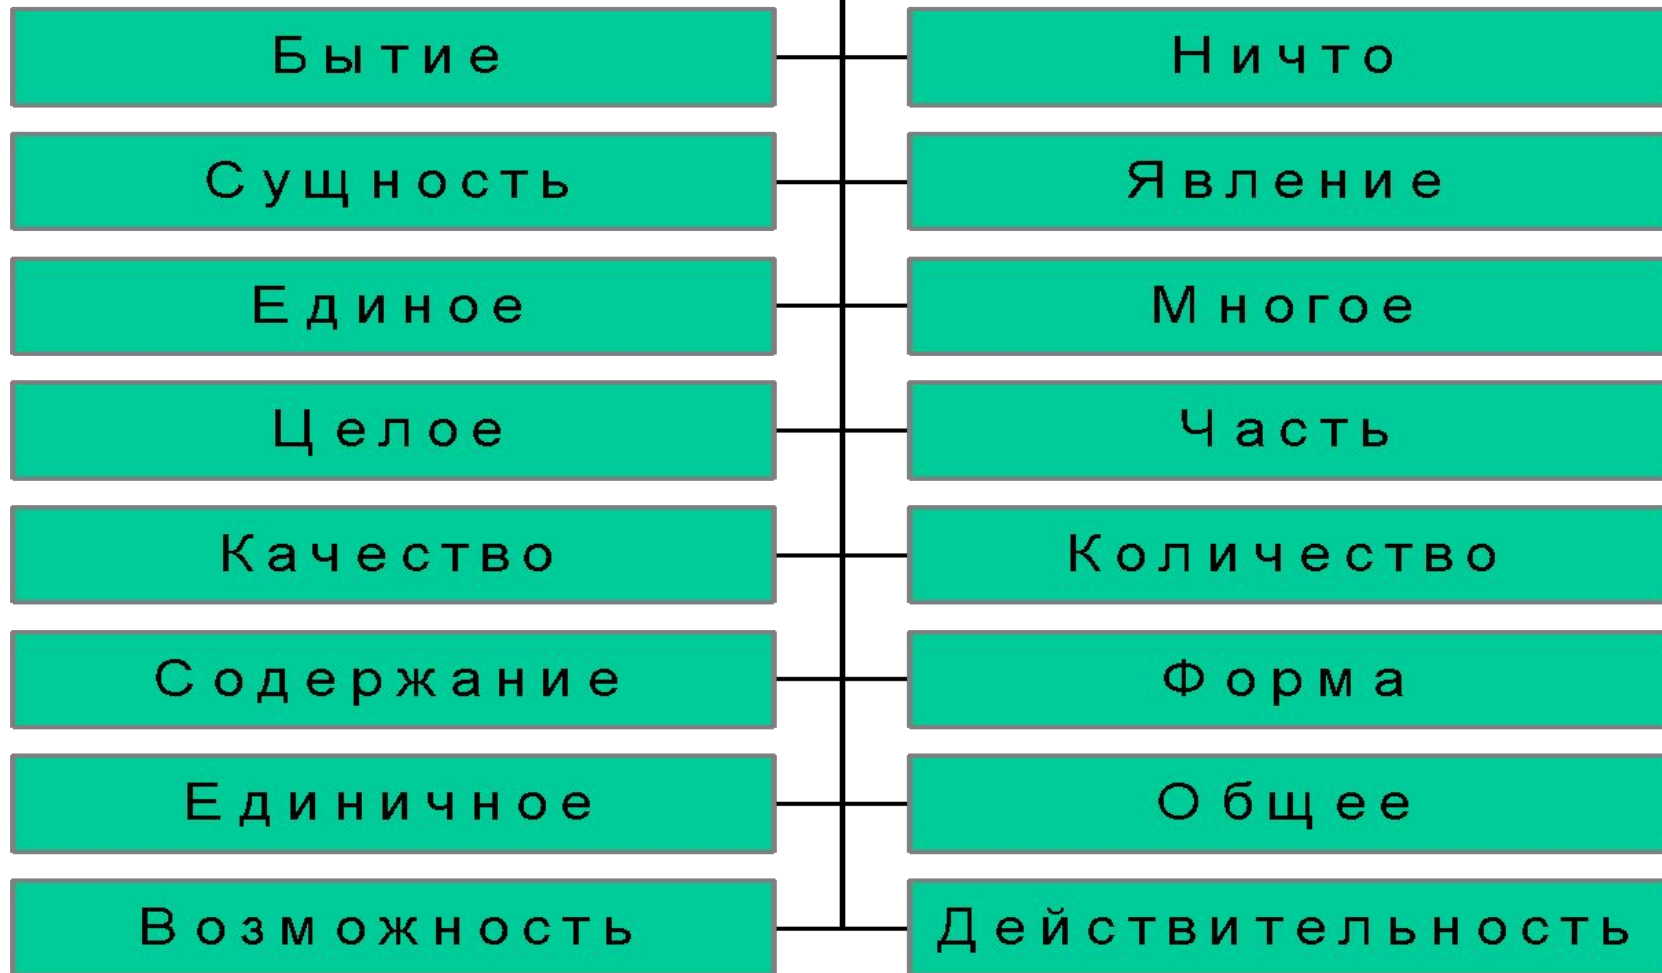 Бытие Ничто
Сущность Явление
Единое Многое
Целое Часть
Качество Количество
Содержание Форма
Единичное Общее
Возможность Действительность